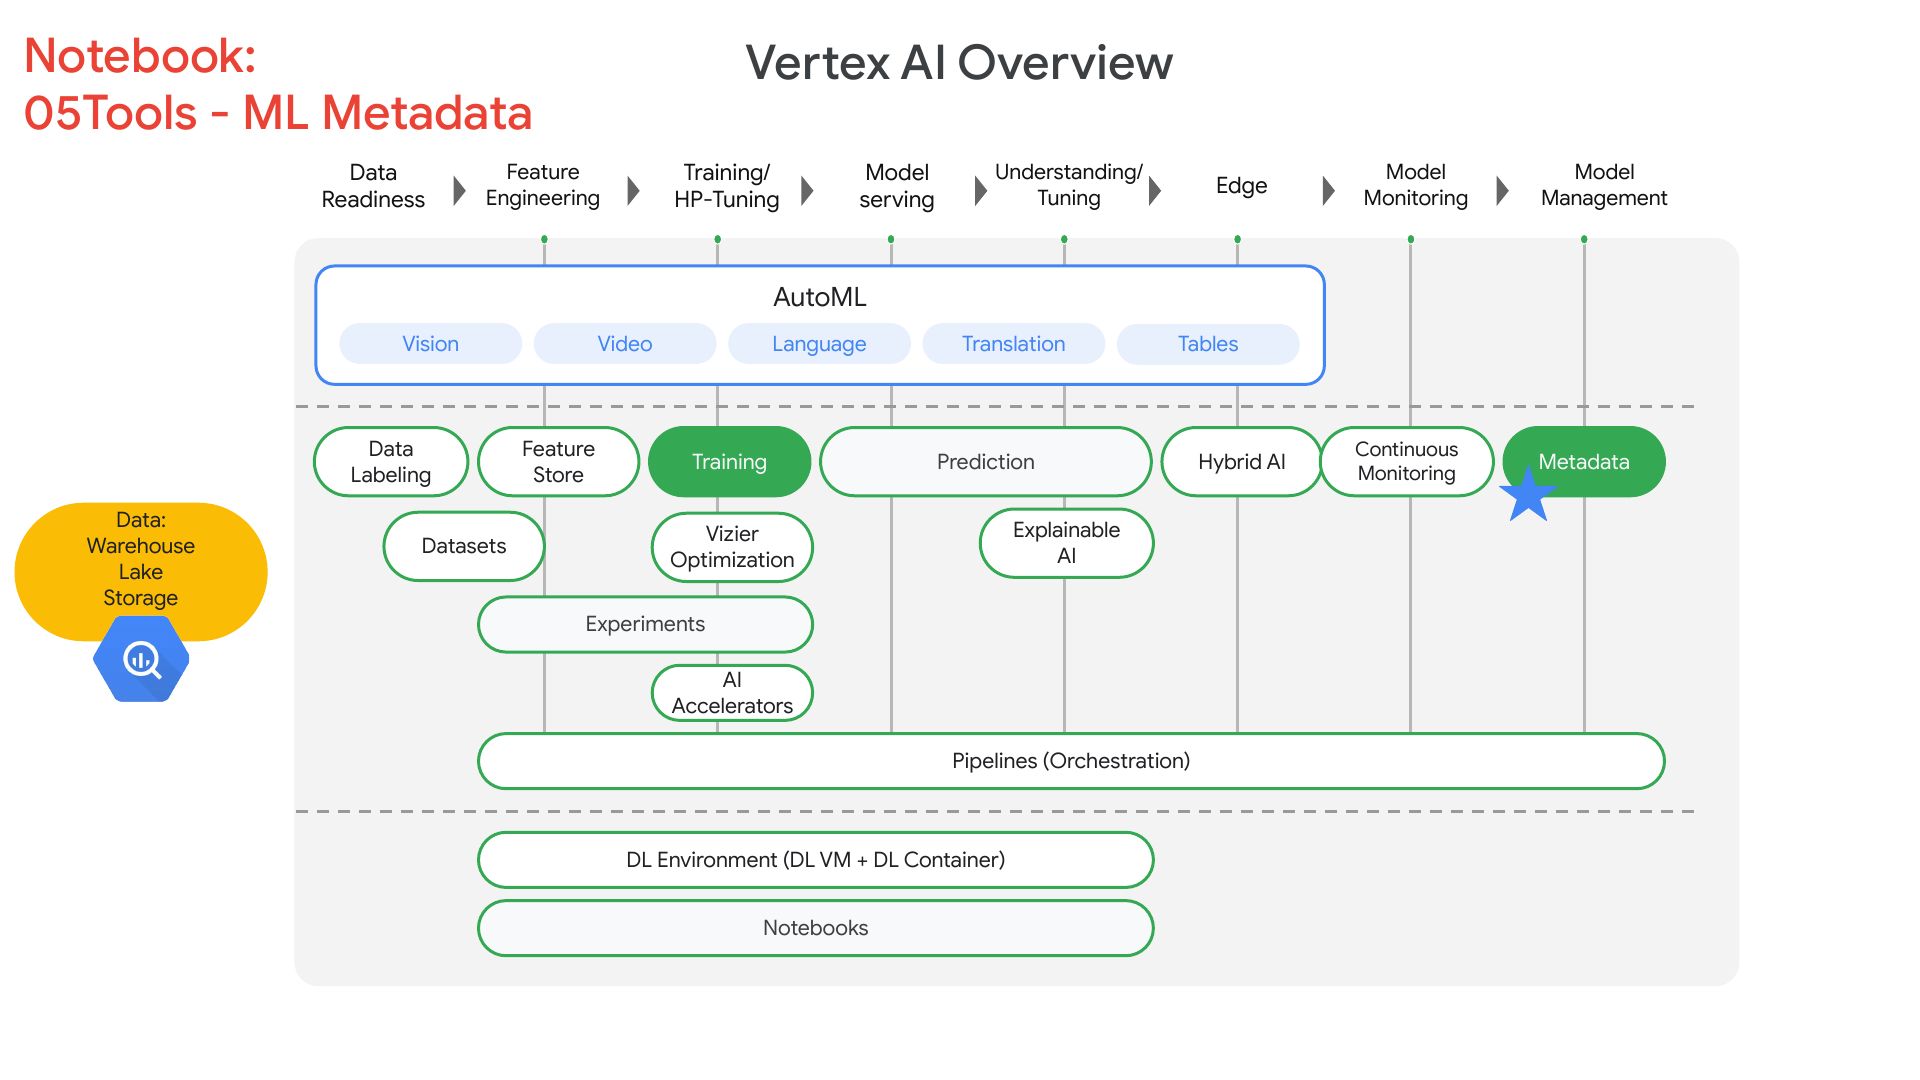 Notebook:
05Tools - ML Metadata
Vertex AI Overview
Data
Readiness
Feature
Engineering
Training/
HP-Tuning
Model
serving
Understanding/
Tuning
Edge
Model
Monitoring
Model
Management
AutoML
Vision
Video
Language
Translation
Tables
Data
Labeling
Feature
Store
Training
Prediction
Hybrid AI
Continuous
Monitoring
Metadata
Data:
Warehouse
Lake
Storage
Datasets
Vizier
Optimization
Explainable
AI
Experiments
AI
Accelerators
Pipelines (Orchestration)
DL Environment (DL VM + DL Container)
Notebooks